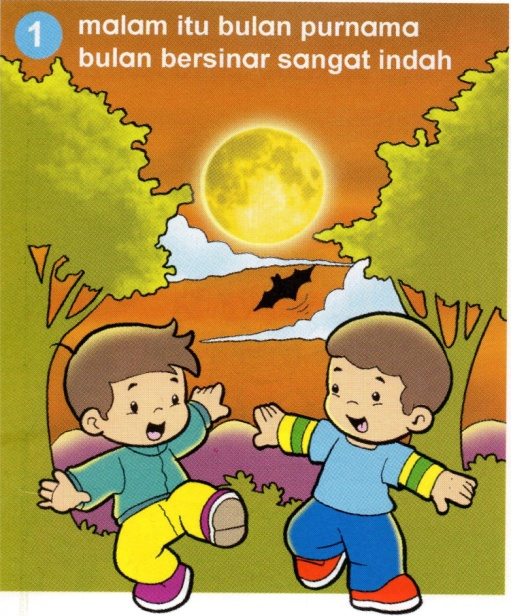 1
malam itu bulan purnama
bulan bersinar sangat indah